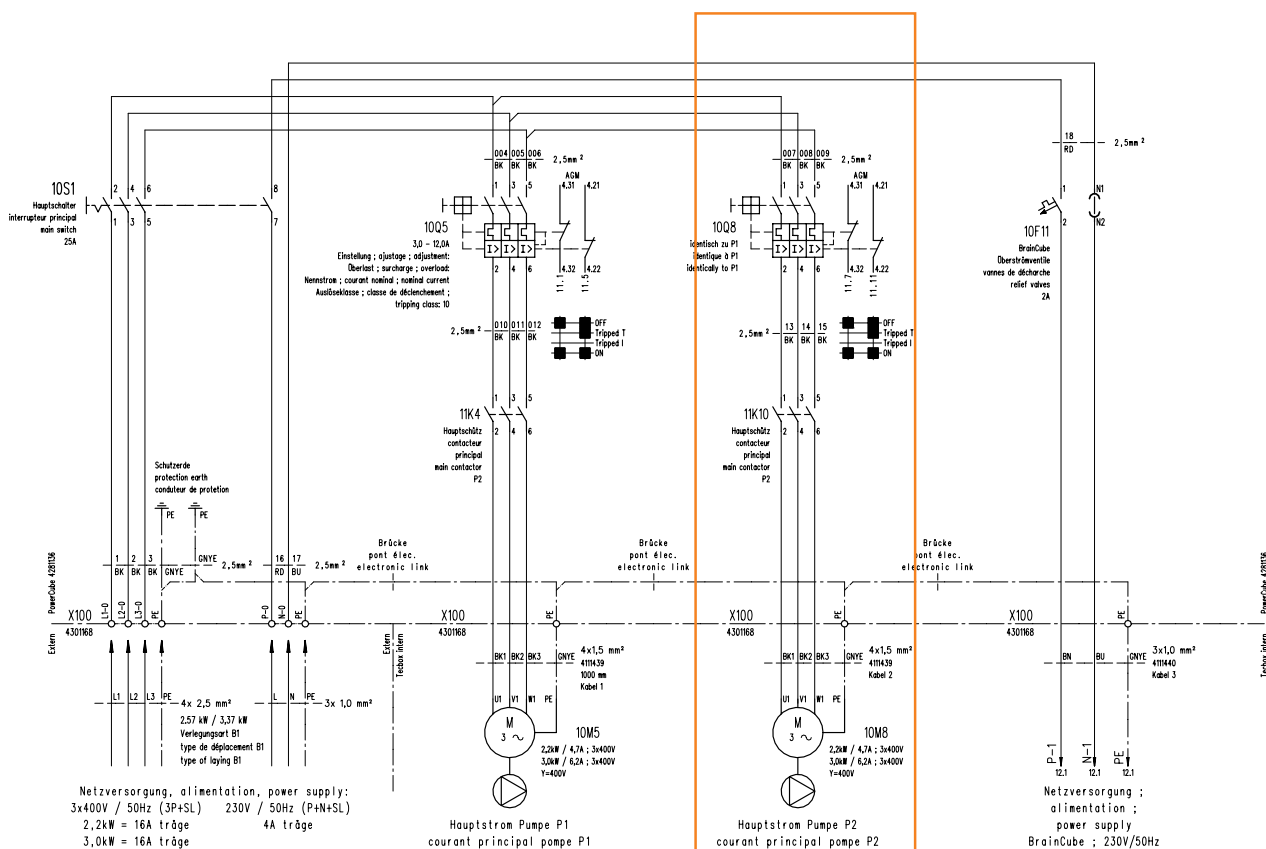 004 005 006
BK BK BK
2,5mm²
007 008 009
BK BK BK
2,5mm²
18
RD
2,5mm²
10S1
Hauptschalter
interrupteur principal
main switch
25A
2 4 6
1 3 5
8
7
1 3 5
AGM
4.31 4.21
10Q5
3,0 - 12,0A
Einstellung ; ajustage ; adjustment:
Überlast ; surcharge ; overload:
Nennstrom ; courant nominal ; nominal current
Auslöseklasse ; classe de déclenchement ;
tripping class: 10
I> I> I>
2 4 6
4.32 4.22
11.1 11.5
1 3 5
AGM
4.31 4.21
10Q8
identisch zu P1
identique à P1
identically to P1
I> I> I>
2 4 6
4.32 4.22
11.7 11.11
1
2
N1
N2
10F11
BrainCube
Überströmventile
vannes de décharche
relief valves
2A
2,5mm²
010 011 012
BK BK BK
OFF
Tripped T
Tripped I
ON
2,5mm²
13 14 15
BK BK BK
OFF
Tripped T
Tripped I
ON
11K4
Hauptschütz
contacteur
principal
main contactor
P2
1 3 5
2 4 6
11K10
Hauptschütz
contacteur
principal
main contactor
P2
1 3 5
2 4 6
Schutzerde
protection earth
conduteur de protetion
PE PE
1 2 3
BK BK BK
GNYE GNYE
2,5mm²
16 17
RD BU
2,5mm²
Brücke
pont élec.
electronic link
Brücke
pont élec.
electronic link
Brücke
pont élec.
electronic link
PowerCube 4281136
Extern
X100
4301168
L1-0 L2-0 L3-0 PE
P-0 N-0 PE
Extern
Tecbox intern
X100
4301168
PE
X100
4301168
PE
X100
4301168
PE
PowerCube 4281136
Tecbox intern
L1 L2 L3 PE
4x 2,5 mm²
2.57 kW / 3,37 kW
Verlegungsart B1
type de déplacement B1
type of laying B1
L N PE
3x 1,0 mm²
BK1 BK2 BK3 GNYE
4x1,5 mm²
4111439
1000 mm
Kabel 1
U1 V1 W1 PE
M
3 ~
10M5
2,2kW / 4,7A ; 3x400V
3,0kW / 6,2A ; 3x400V
Y=400V
BK1 BK2 BK3 GNYE
4x1,5 mm²
4111439
Kabel 2
U1 V1 W1 PE
M
3 ~
10M8
2,2kW / 4,7A ; 3x400V
3,0kW / 6,2A ; 3x400V
Y=400V
BN BU GNYE
3x1,0 mm²
4111440
Kabel 3
P-1 N-1 PE
12.1 12.1 12.1
Netzversorgung, alimentation, power supply:
3x400V / 50Hz (3P+SL) 230V / 50Hz (P+N+SL)
2,2kW = 16A träge 4A träge
3,0kW = 16A träge
Hauptstrom Pumpe P1
courant principal pompe P1
Hauptstrom Pumpe P2
courant principal pompe P2
Netzversorgung ;
alimentation ;
power supply
BrainCube ; 230V/50Hz